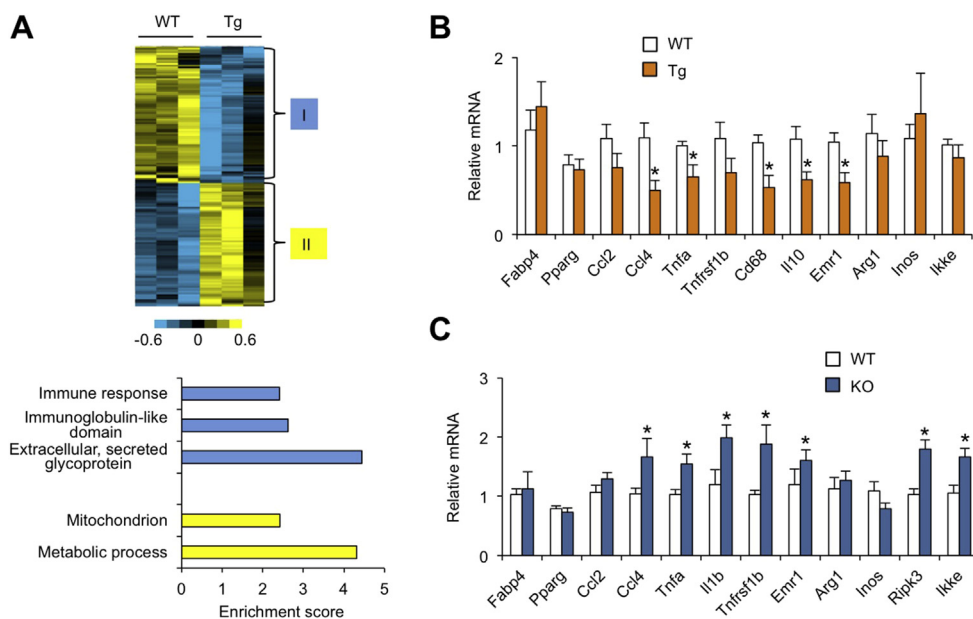 A
WT Tg
I
II
-0.6 0 0.6
Immune response
Immunoglobulin-like
domain
Extracellular, secreted
glycoprotein
Mitochondrion
Metabolic process
0 1 2 3 4 5
Enrichment score
B
WT
Tg
Relative mRNA
2
1
0
* * * * *
Fabp4 Pparg Ccl2 Ccl4 Tnfa Tnfrsf1b Cd68 Il10 Emr1 Arg1 Inos Ikke
C
WT
KO
Relative mRNA
3
2
1
0
* * * * * * *
Fabp4 Pparg Ccl2 Ccl4 Tnfa Il1b Tnfrsf1b Emr1 Arg1 Inos Ripk3 Ikke